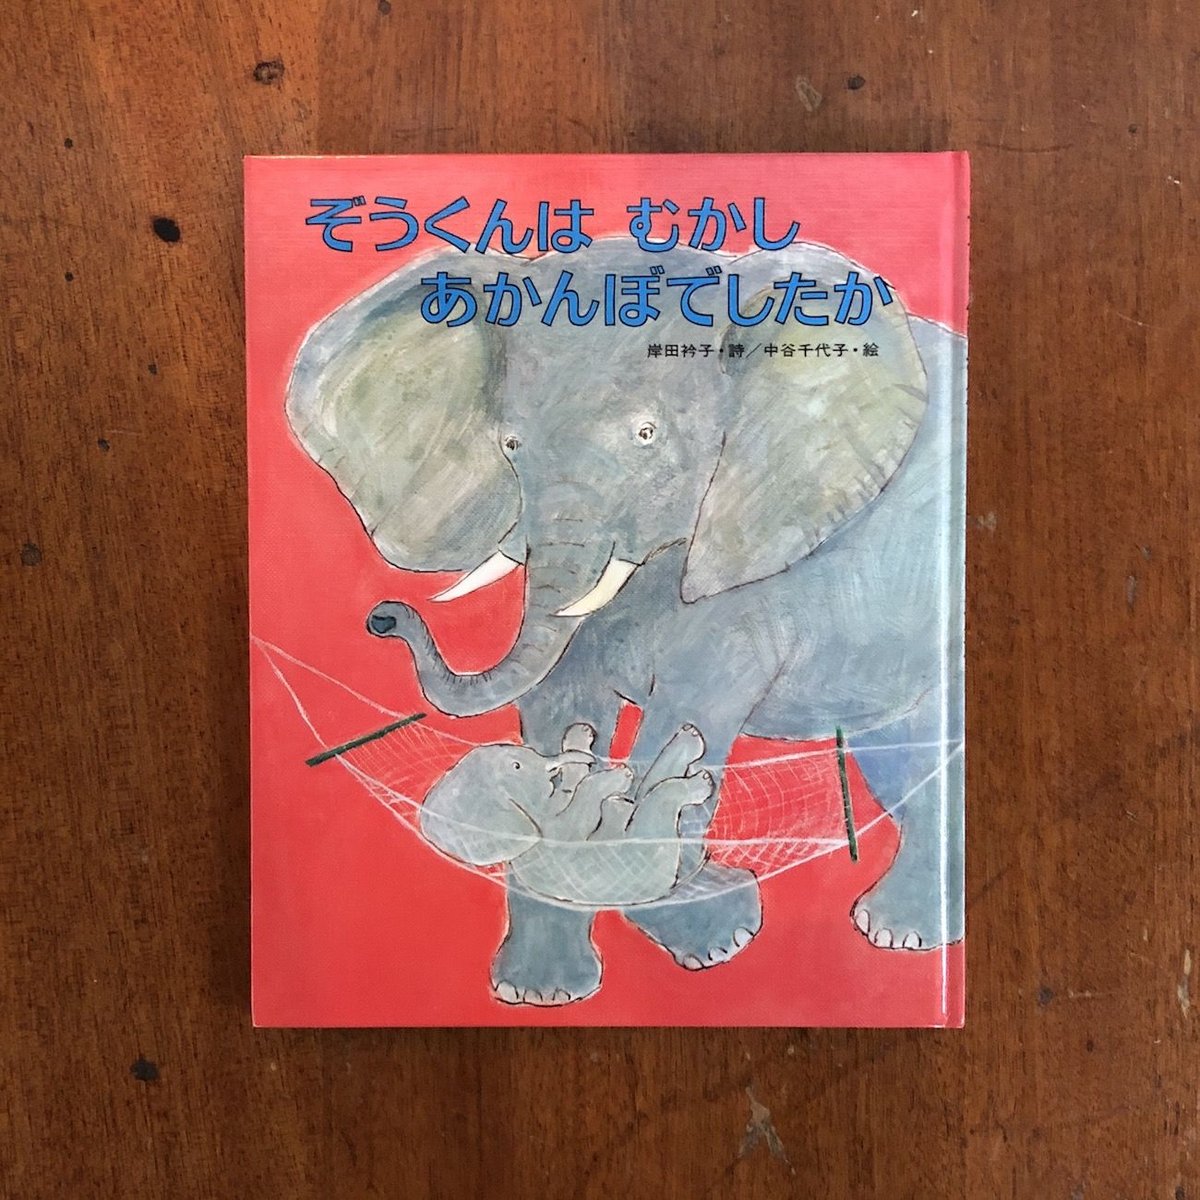 ぞうくんは むかし
あかんぼでしたか
岸田衿子・詩／中谷千代子・絵